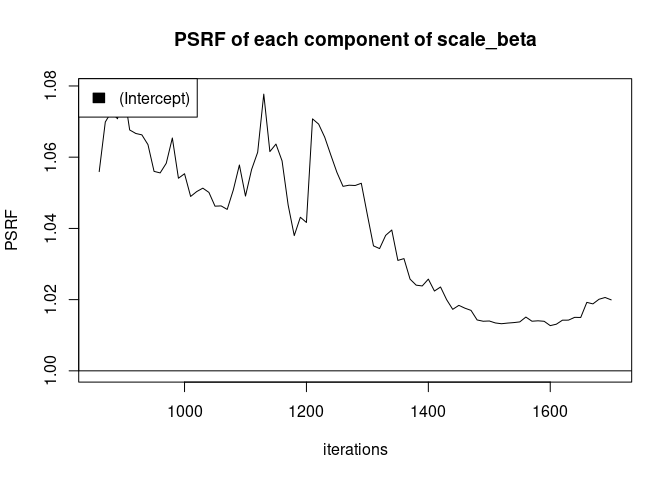 PSRF of each component of scale_beta
(Intercept)
1.08
1.06
1.04
1.02
1.00
PSRF
1000 1200 1400 1600
iterations